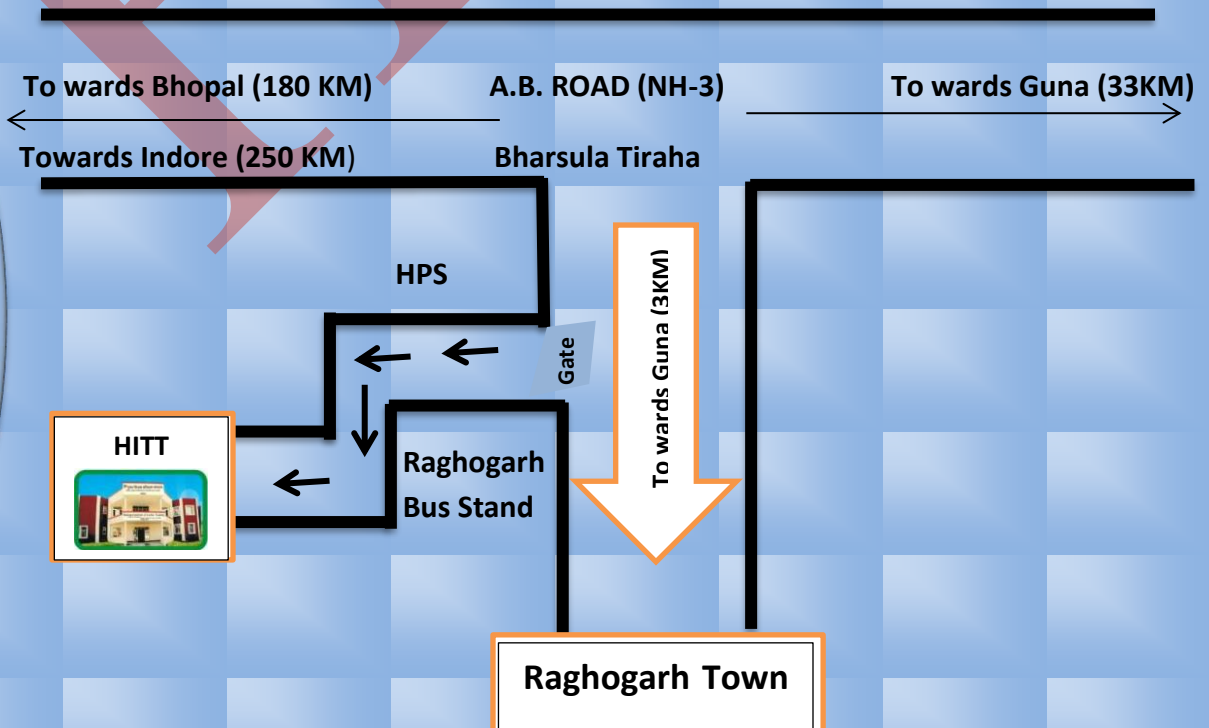 To wards Bhopal (180 KM) A.B. ROAD (NH-3) To wards Guna (33KM)
Towards Indore (250 KM) Bharsula Tiraha
HPS
To wards Guna (3KM)
Gate
HITT
Raghogarh
Bus Stand
Raghogarh Town